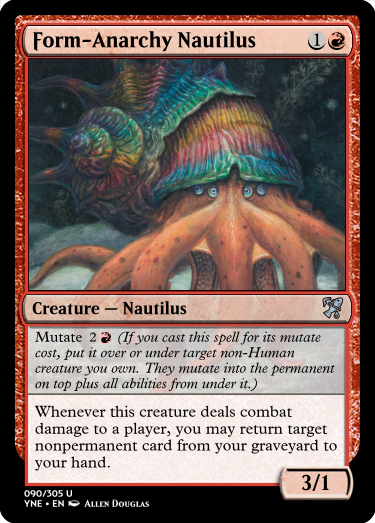 Form-Anarchy Nautilus 1
Creature — Nautilus
Mutate 2 (If you cast this spell for its mutate
cost, put it over or under target non-Human
creature you own. They mutate into the permanent
on top plus all abilities from under it.)
Whenever this creature deals combat
damage to a player, you may return target
nonpermanent card from your graveyard to
your hand.
3/1
090/305 U
YNE • EN Allen Douglas